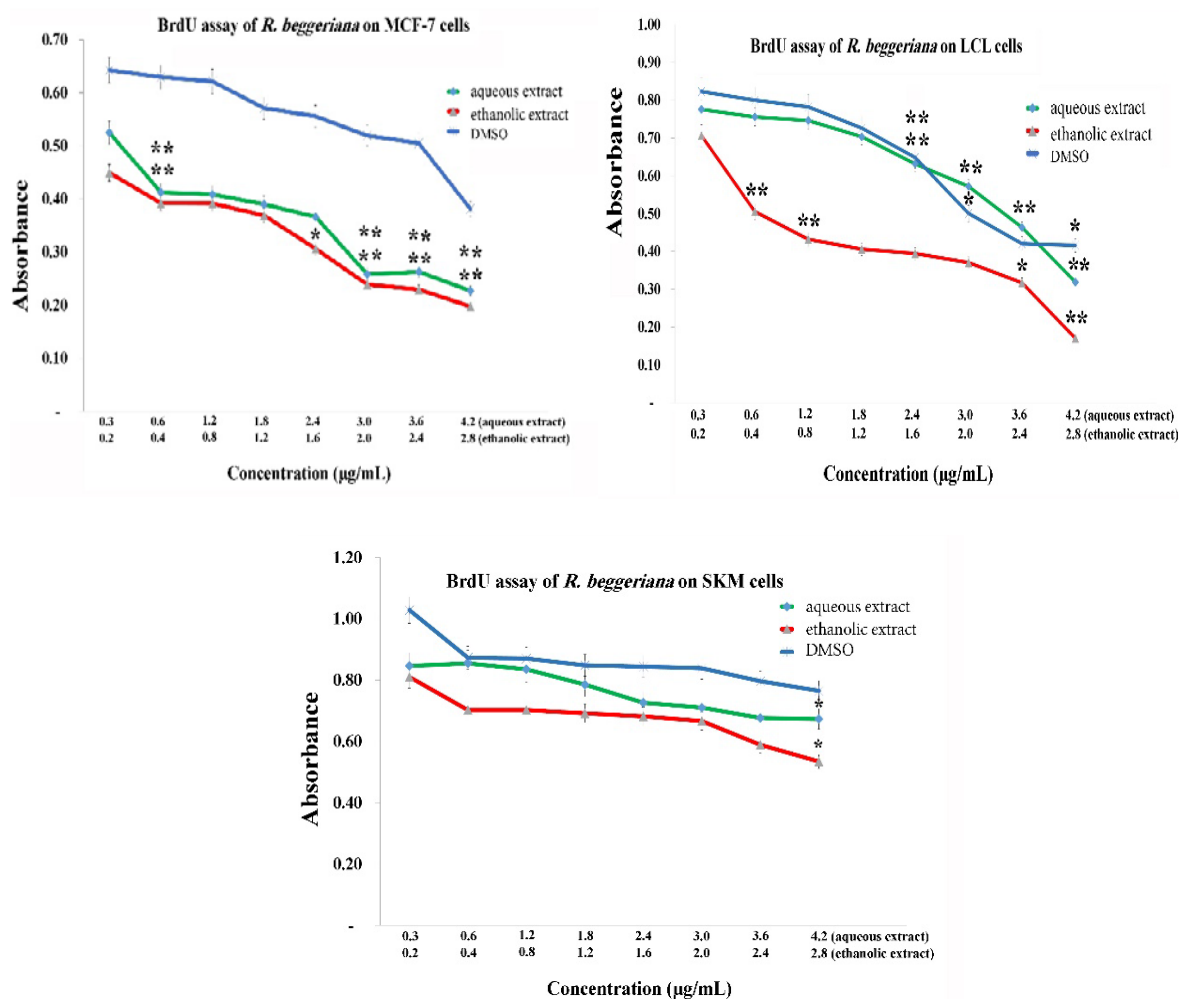 BrdU assay of R. beggeriana on MCF-7 cells
0.70
0.60
0.50
0.40
0.30
0.20
0.10
-
Absorbance
aqueous extract
ethanolic extract
DMSO
**
**
*
**
**
**
**
**
**
0.3 0.6 1.2 1.8 2.4 3.0 3.6 4.2 (aqueous extract)
0.2 0.4 0.8 1.2 1.6 2.0 2.4 2.8 (ethanolic extract)
Concentration (µg/mL)
BrdU assay of R. beggeriana on LCL cells
1.00
0.90
0.80
0.70
0.60
0.50
0.40
0.30
0.20
0.10
-
Absorbance
aqueous extract
ethanolic extract
DMSO
**
**
**
**
**
*
**
*
*
**
**
0.3 0.6 1.2 1.8 2.4 3.0 3.6 4.2 (aqueous extract)
0.2 0.4 0.8 1.2 1.6 2.0 2.4 2.8 (ethanolic extract)
Concentration (µg/mL)
BrdU assay of R. beggeriana on SKM cells
1.20
1.00
0.80
0.60
0.40
0.20
-
Absorbance
aqueous extract
ethanolic extract
DMSO
*
*
0.3 0.6 1.2 1.8 2.4 3.0 3.6 4.2 (aqueous extract)
0.2 0.4 0.8 1.2 1.6 2.0 2.4 2.8 (ethanolic extract)
Concentration (µg/mL)